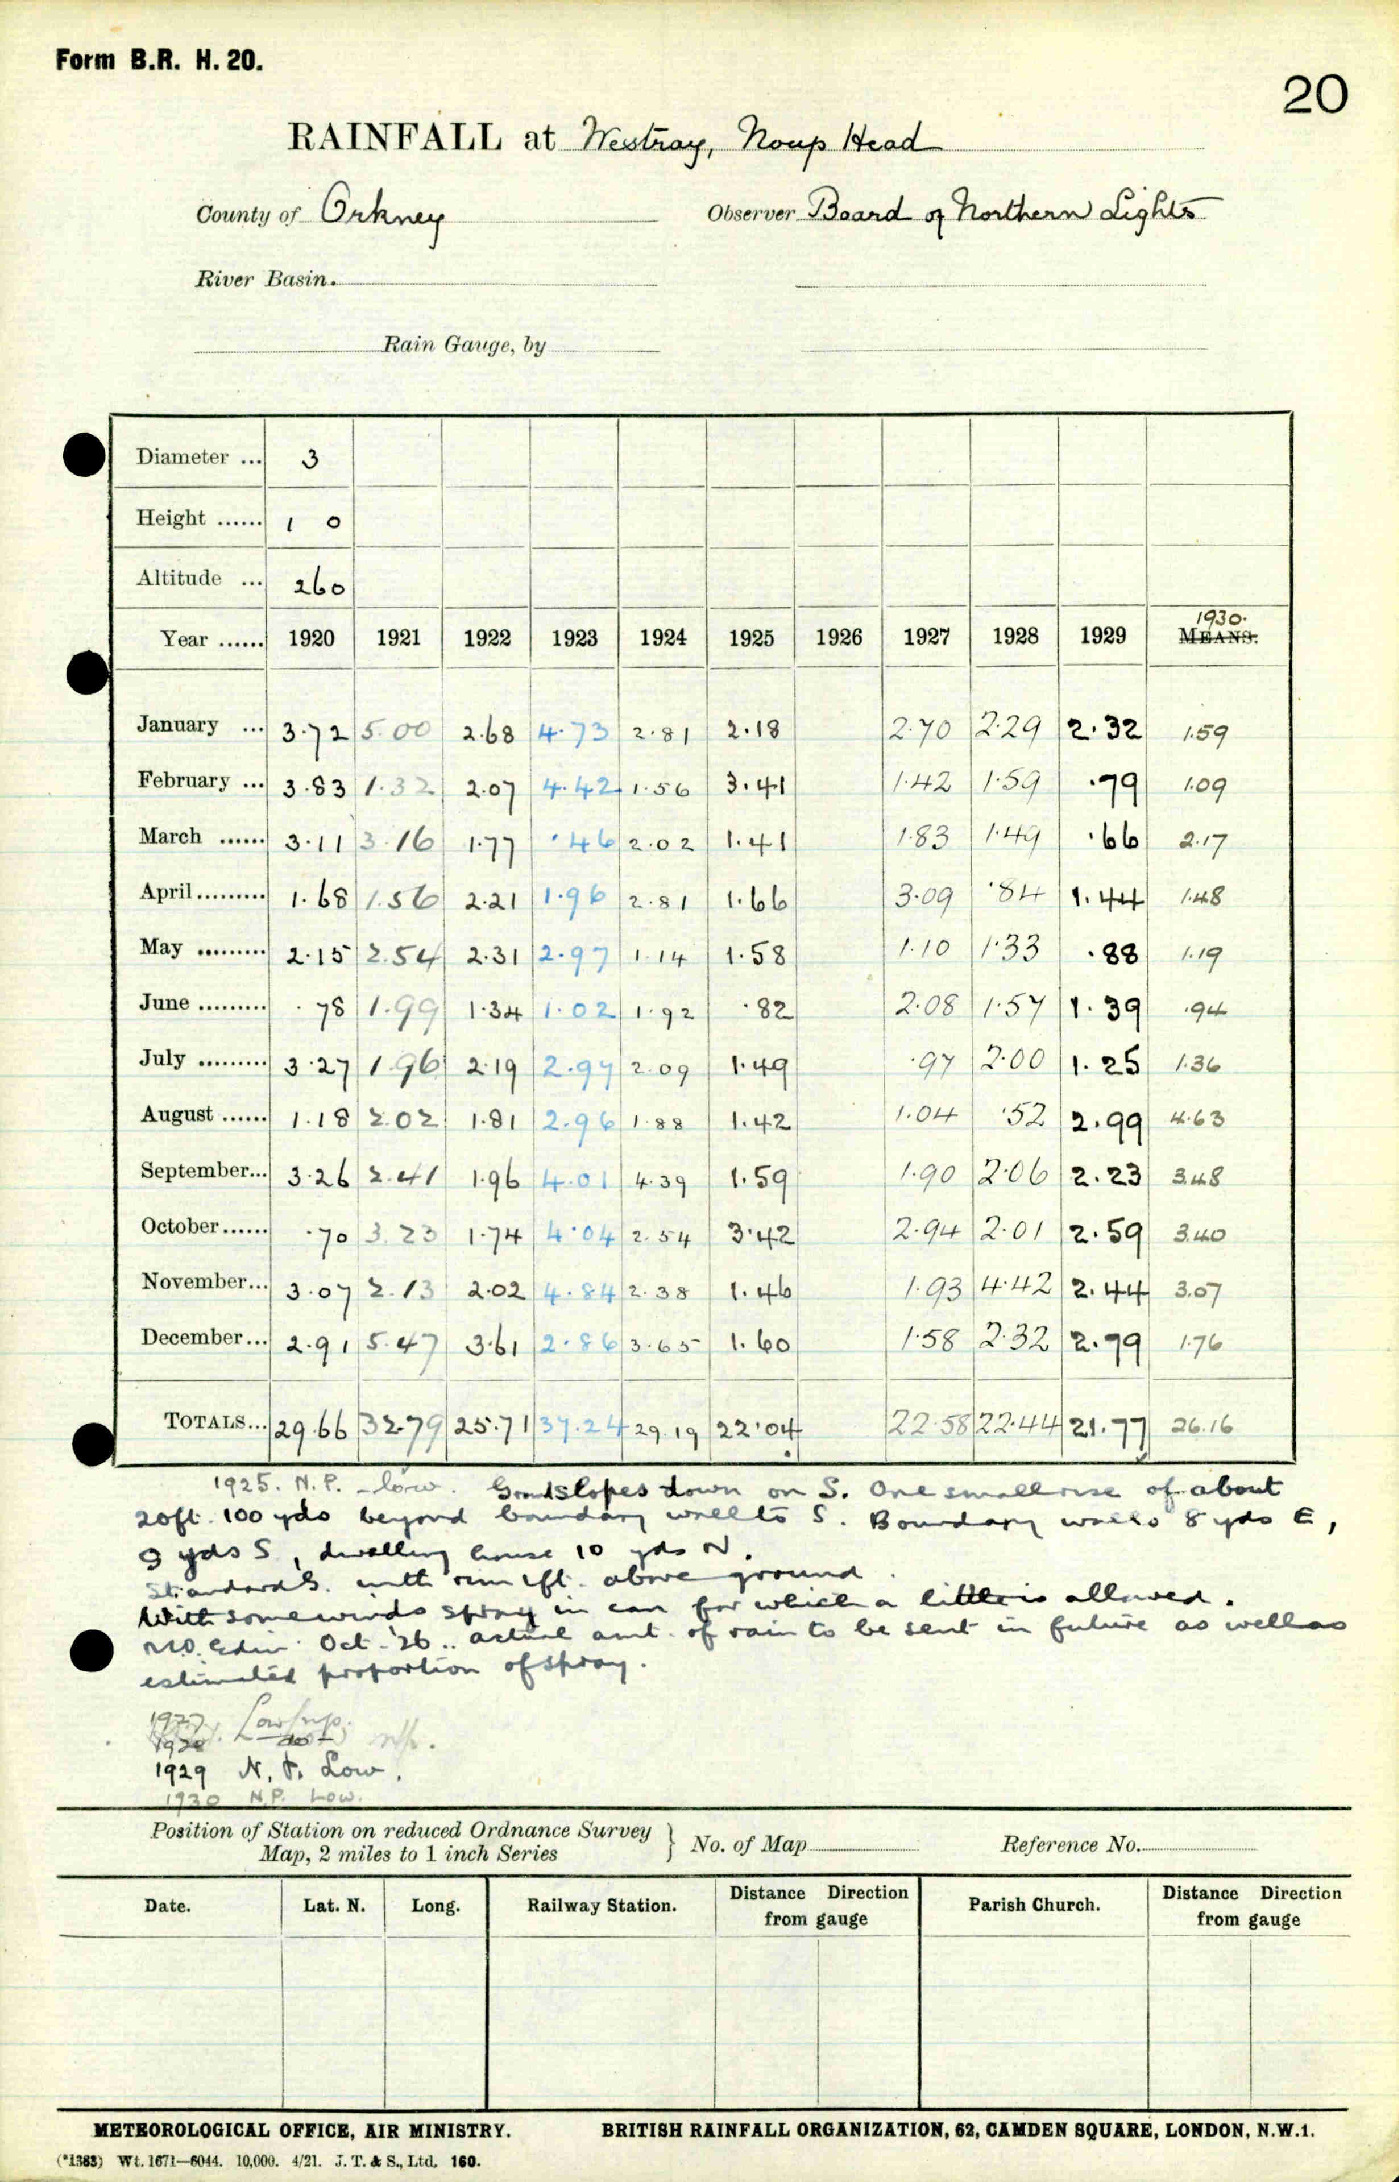 Form B.R. H. 20.
20
RAINFALL at Westray, Noup Head
County of Orkney Observer Board of Northern Lights
River Basin.
Rain Gauge, by
Diameter ... 3
Height ...... 1 0
Altitude ... 260
1930.
Year ...... 1920 1921 1922 1923 1924 1925 1926 1927 1928 1929 MEANS.
January ... 3.72 5.00 2.68 4.73 2.81 2.18 2.70 2.29 2.32 1.59
February ... 3.83 1.32 2.07 4.42 1.56 3.41 1.42 1.59 .79 1.09
March ...... 3.11 3.16 1.77 .46 2.02 1.41 1.83 1.49 .66 2.17
April......... 1.68 1.56 2.21 1.96 2.81 1.66 3.09 .84 1.44 1.48
May ......... 2.15 2.54 2.31 2.97 1.14 1.58 1.10 1.33 .88 1.19
June ......... .78 1.99 1.34 1.02 1.92 .82 2.08 1.57 1.39 .94
July ......... 3.27 1.96 2.19 2.97 2.09 1.49 .97 2.00 1.25 1.36
August ...... 1.18 2.02 1.81 2.96 1.88 1.42 1.04 .52 2.99 4.63
September... 3.26 2.41 1.96 4.01 4.39 1.59 1.90 2.06 2.23 3.48
October...... .70 3.23 1.74 4.04 2.54 3.42 2.94 2.01 2.59 3.40
November... 3.07 2.13 2.02 4.84 2.38 1.46 1.93 4.42 2.44 3.07
December... 2.91 5.47 3.61 2.86 3.65 1.60 1.58 2.32 2.79 1.76
TOTALS... 29.66 32.79 25.71 37.24 29.19 22.04 22.58 22.44 21.77 26.16
1925. N.P. - low. Grnd slopes down on S. One small rise of about
20ft. 100 yds beyond boundary wall to S. Boundary walls 8 yds E,
9 yds S, dwelling house 10 yds N.
Standard S. with rim 1ft. above ground.
With some winds spray in can for which a little is allowed.
M.O. Edin. Oct. '26.. actual amt. of rain to be sent in future as well as
estimated proportion of spray.
1927 Low n/p.
1928 do n/p.
1929 N.P. Low.
1930 N.P. Low.
Position of Station on reduced Ordnance Survey
Map, 2 miles to 1 inch Series } No. of Map Reference No.
Date. Lat. N. Long. Railway Station. Distance Direction from gauge Parish Church. Distance Direction from gauge
METEOROLOGICAL OFFICE, AIR MINISTRY. BRITISH RAINFALL ORGANIZATION, 62, CAMDEN SQUARE, LONDON, N.W.1.
(*1383) Wt. 1671—6044. 10,000. 4/21. J. T. & S., Ltd. 160.